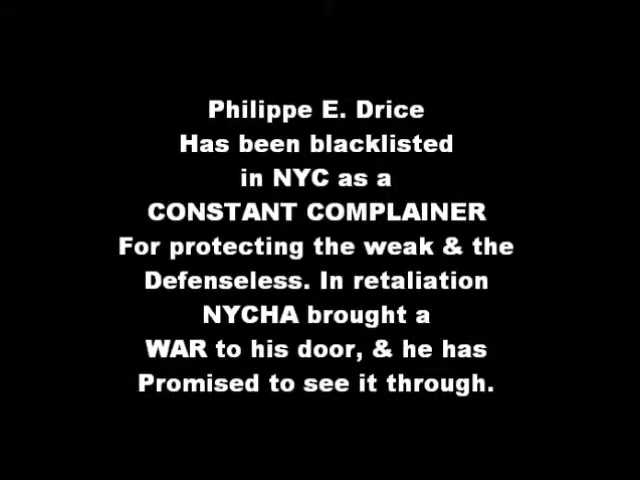 Philippe E. Drice
Has been blacklisted
in NYC as a
CONSTANT COMPLAINER
For protecting the weak & the
Defenseless. In retaliation
NYCHA brought a
WAR to his door, & he has
Promised to see it through.